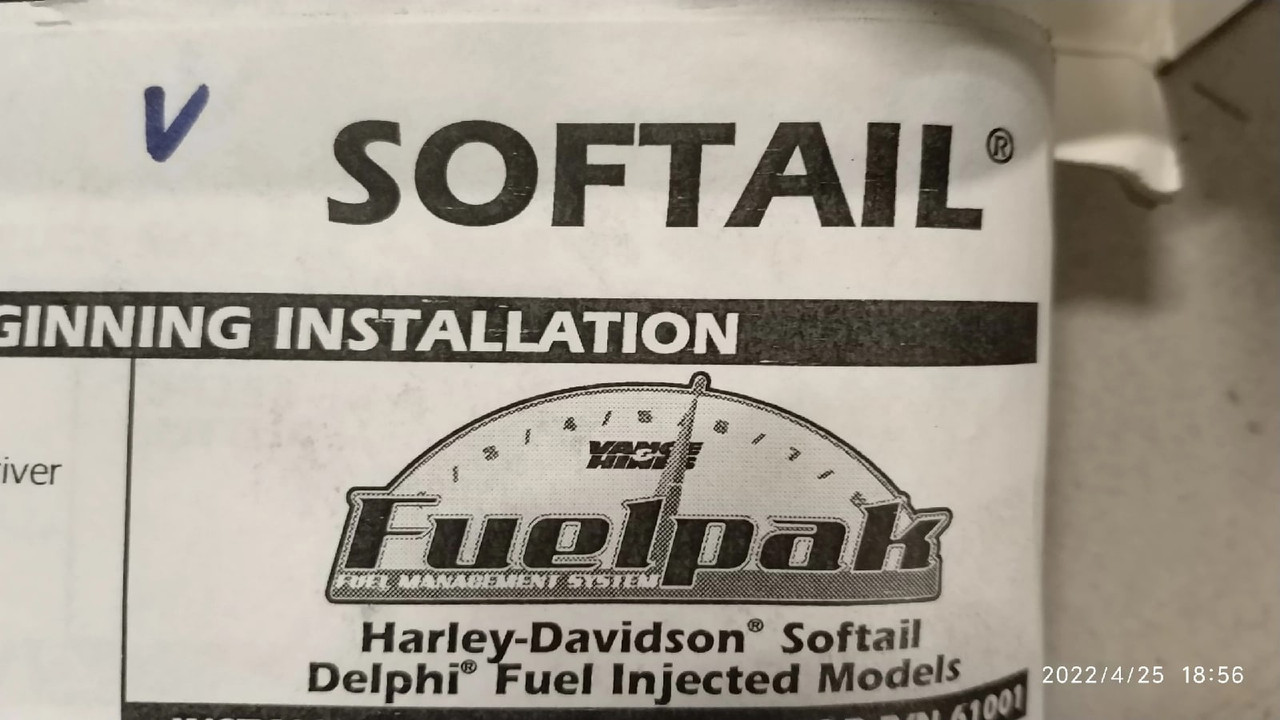 V
SOFTAIL®
GINNING INSTALLATION
iver
VANCE & HINES
Fuelpak
FUEL MANAGEMENT SYSTEM
Harley-Davidson® Softail
Delphi® Fuel Injected Models
P/N 61001
2022/4/25 18:56